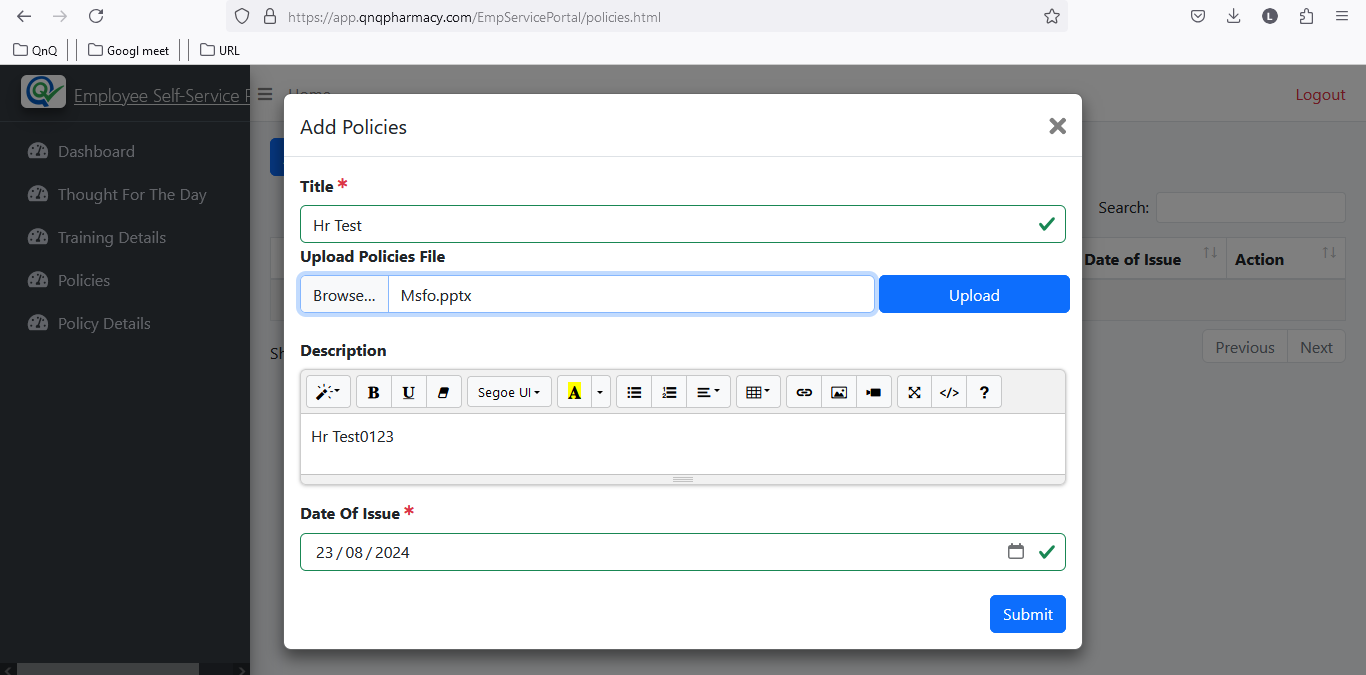 https://app.qnqpharmacy.com/EmpServicePortal/policies.html
L
QnQ
Googl meet
URL
Employee Self-Service P
Home
Logout
Dashboard
Thought For The Day
Training Details
Policies
Policy Details
Add Policies
Title *
Hr Test
Upload Policies File
Browse... Msfo.pptx
Upload
Description
B U Segoe UI A </> ?
Hr Test0123
Date Of Issue *
23 / 08 / 2024
Submit
Search:
Date of Issue Action
Sh
Previous Next